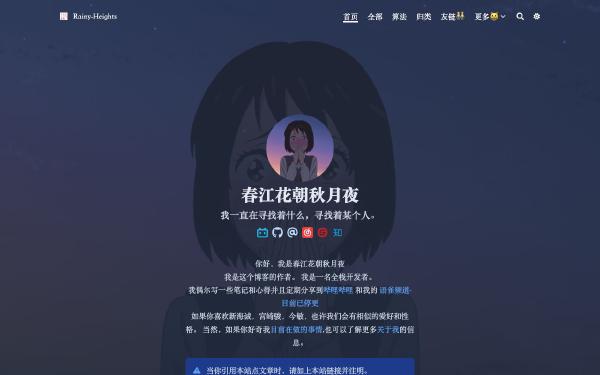 Rainy-Heights
首页 全部 算法 归类 友链👯 更多😼
春江花朝秋月夜
我一直在寻找着什么，寻找着某个人。
知
你好，我是春江花朝秋月夜
我是这个博客的作者。 我是一名全栈开发者。
我偶尔写一些笔记和心得并且定期分享到哔哩哔哩 和我的 语雀频道-
目前已停更
如果你喜欢新海诚，宫崎骏，今敏，也许我们会有相似的爱好和性
格。 当然，如果你好奇我目前在做的事情,也可以了解更多关于我的信
息。
当你引用本站点文章时，请如上本站链接并注明。